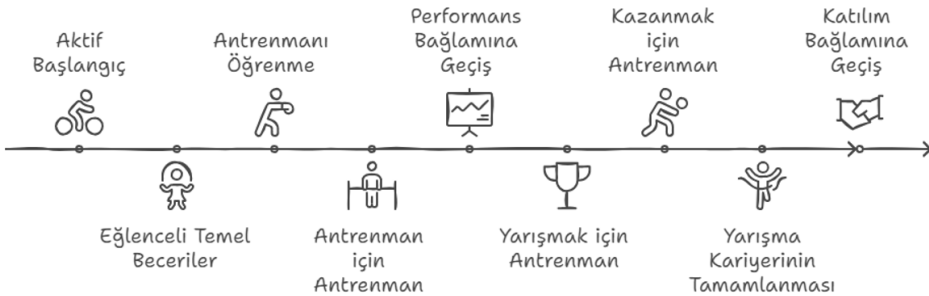 Aktif
Başlangıç
Eğlenceli Temel
Beceriler
Antrenmanı
Öğrenme
Antrenman
için
Antrenman
Performans
Bağlamına
Geçiş
Yarışmak için
Antrenman
Kazanmak
için
Antrenman
Yarışma
Kariyerinin
Tamamlanması
Katılım
Bağlamına
Geçiş